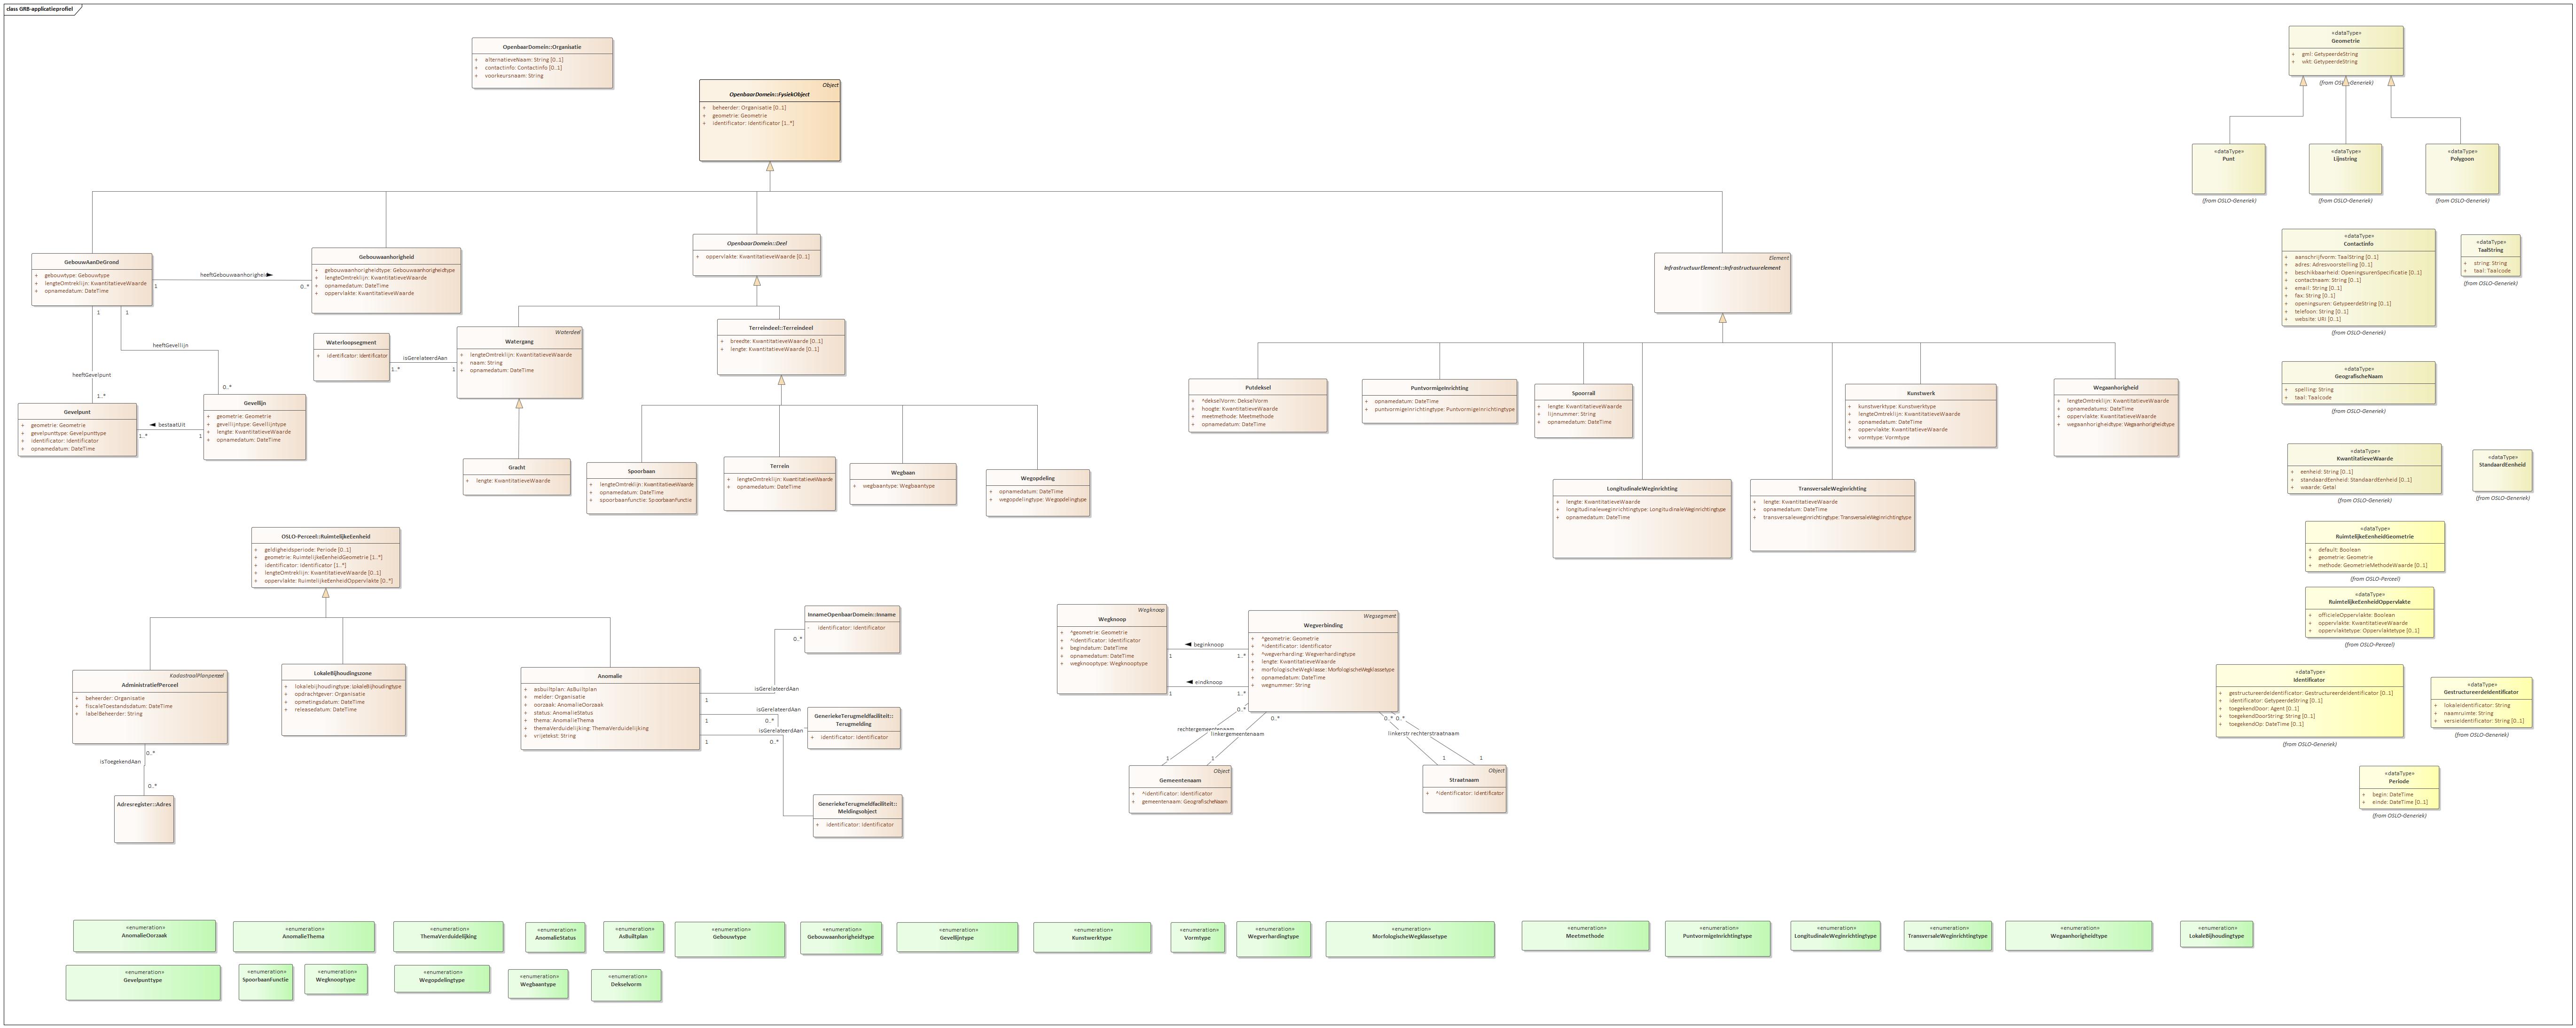 class GRB-applicatieprofiel
OpenbaarDomein::Organisatie
+ alternatieveNaam: String [0..1]
+ contactinfo: Contactinfo [0..1]
+ voorkeursnaam: String
Object
OpenbaarDomein::FysiekObject
+ beheerder: Organisatie [0..1]
+ geometrie: Geometrie
+ identificator: Identificator [1..*]
«dataType»
Geometrie
+ gml: GetypeerdeString
+ wkt: GetypeerdeString
(from OSLO-Generiek)
«dataType»
Punt
(from OSLO-Generiek)
«dataType»
Lijnstring
(from OSLO-Generiek)
«dataType»
Polygoon
(from OSLO-Generiek)
GebouwAanDeGrond
+ gebouwtype: Gebouwtype
+ lengteOmtreklijn: KwantitatieveWaarde
+ opnamedatum: DateTime
heeftGebouwaanhorigheid
1
0..*
Gebouwaanhorigheid
+ gebouwaanhorigheidtype: Gebouwaanhorigheidtype
+ lengteOmtreklijn: KwantitatieveWaarde
+ opnamedatum: DateTime
+ oppervlakte: KwantitatieveWaarde
OpenbaarDomein::Deel
+ oppervlakte: KwantitatieveWaarde [0..1]
Element
InfrastructuurElement::Infrastructuurelement
«dataType»
Contactinfo
+ aanschrijfvorm: TaalString [0..1]
+ adres: Adresvoorstelling [0..1]
+ beschikbaarheid: OpeningsurenSpecificatie [0..1]
+ contactnaam: String [0..1]
+ email: String [0..1]
+ fax: String [0..1]
+ openingsuren: GetypeerdeString [0..1]
+ telefoon: String [0..1]
+ website: URI [0..1]
(from OSLO-Generiek)
«dataType»
TaalString
+ string: String
+ taal: Taalcode
(from OSLO-Generiek)
1
1
heeftGevellijn
heeftGevelpunt
0..*
1..*
Waterloopsegment
+ identificator: Identificator
isGerelateerdAan
1..*
1
Waterdeel
Watergang
+ lengteOmtreklijn: KwantitatieveWaarde
+ naam: String
+ opnamedatum: DateTime
Terreindeel::Terreindeel
+ breedte: KwantitatieveWaarde [0..1]
+ lengte: KwantitatieveWaarde [0..1]
Gevelpunt
+ geometrie: Geometrie
+ gevelpunttype: Gevelpunttype
+ identificator: Identificator
+ opnamedatum: DateTime
bestaatUit
1..*
1
Gevellijn
+ geometrie: Geometrie
+ gevellijntype: Gevellijntype
+ lengte: KwantitatieveWaarde
+ opnamedatum: DateTime
Putdeksel
+ ^dekselVorm: DekselVorm
+ hoogte: KwantitatieveWaarde
+ meetmethode: Meetmethode
+ opnamedatum: DateTime
PuntvormigeInrichting
+ opnamedatum: DateTime
+ puntvormigeinrichtingtype: PuntvormigeInrichtingtype
Spoorrail
+ lengte: KwantitatieveWaarde
+ lijnnummer: String
+ opnamedatum: DateTime
Kunstwerk
+ kunstwerktype: Kunstwerktype
+ lengteOmtreklijn: KwantitatieveWaarde
+ opnamedatum: DateTime
+ oppervlakte: KwantitatieveWaarde
+ vormtype: Vormtype
Wegaanhorigheid
+ lengteOmtreklijn: KwantitatieveWaarde
+ opnamedatums: DateTime
+ oppervlakte: KwantitatieveWaarde
+ wegaanhorigheidtype: Wegaanhorigheidtype
«dataType»
GeografischeNaam
+ spelling: String
+ taal: Taalcode
(from OSLO-Generiek)
Gracht
+ lengte: KwantitatieveWaarde
Spoorbaan
+ lengteOmtreklijn: KwantitatieveWaarde
+ opnamedatum: DateTime
+ spoorbaanfunctie: SpoorbaanFunctie
Terrein
+ lengteOmtreklijn: KwantitatieveWaarde
+ opnamedatum: DateTime
Wegbaan
+ wegbaantype: Wegbaantype
Wegopdeling
+ opnamedatum: DateTime
+ wegopdelingtype: Wegopdelingtype
LongitudinaleWeginrichting
+ lengte: KwantitatieveWaarde
+ longitudinaleweginrichtingtype: LongitudinaleWeginrichtingtype
+ opnamedatum: DateTime
TransversaleWeginrichting
+ lengte: KwantitatieveWaarde
+ opnamedatum: DateTime
+ transversaleweginrichtingtype: TransversaleWeginrichtingtype
«dataType»
KwantitatieveWaarde
+ eenheid: String [0..1]
+ standaardEenheid: StandaardEenheid [0..1]
+ waarde: Getal
(from OSLO-Generiek)
«dataType»
StandaardEenheid
(from OSLO-Generiek)
«dataType»
RuimtelijkeEenheidGeometrie
+ default: Boolean
+ geometrie: Geometrie
+ methode: GeometrieMethodeWaarde [0..1]
(from OSLO-Perceel)
«dataType»
RuimtelijkeEenheidOppervlakte
+ officieleOppervlakte: Boolean
+ oppervlakte: KwantitatieveWaarde
+ oppervlaktetype: Oppervlaktetype [0..1]
(from OSLO-Perceel)
OSLO-Perceel::RuimtelijkeEenheid
+ geldigheidsperiode: Periode [0..1]
+ geometrie: RuimtelijkeEenheidGeometrie [1..*]
+ identificator: Identificator [1..*]
+ lengteOmtreklijn: KwantitatieveWaarde [0..1]
+ oppervlakte: RuimtelijkeEenheidOppervlakte [0..*]
KadastraalPlanperceel
AdministratiefPerceel
+ beheerder: Organisatie
+ fiscaleToestandsdatum: DateTime
+ labelBeheerder: String
0..*
isToegekendAan
0..*
Adresregister::Adres
LokaleBijhoudingszone
+ lokalebijhoudingtype: LokaleBijhoudingtype
+ opdrachtgever: Organisatie
+ opmetingsdatum: DateTime
+ releasedatum: DateTime
Anomalie
+ asbuiltplan: AsBuiltplan
+ melder: Organisatie
+ oorzaak: AnomalieOorzaak
+ status: AnomalieStatus
+ thema: AnomalieThema
+ themaVerduidelijking: ThemaVerduidelijking
+ vrijetekst: String
InnameOpenbaarDomein::Inname
- identificator: Identificator
0..*
isGerelateerdAan
1
isGerelateerdAan
1
0..*
isGerelateerdAan
1
0..*
GeneriekeTerugmeldfaciliteit::
Terugmelding
+ identificator: Identificator
GeneriekeTerugmeldfaciliteit::
Meldingsobject
+ identificator: Identificator
Wegknoop
Wegknoop
+ ^geometrie: Geometrie
+ ^identificator: Identificator
+ begindatum: DateTime
+ opnamedatum: DateTime
+ wegknooptype: Wegknooptype
beginknoop
1
1..*
eindknoop
1
1..*
Wegsegment
Wegverbinding
+ ^geometrie: Geometrie
+ ^identificator: Identificator
+ ^wegverharding: Wegverhardingtype
+ lengte: KwantitatieveWaarde
+ morfologischeWegklasse: MorfologischeWegklassetype
+ opnamedatum: DateTime
+ wegnummer: String
0..*
0..*
0..*
0..*
rechtergemeentenaam
linkergemeentenaam
rechterstraatnaam
1
1
1
1
Object
Gemeentenaam
+ ^identificator: Identificator
+ gemeentenaam: GeografischeNaam
Object
Straatnaam
+ ^identificator: Identificator
«dataType»
Identificator
+ gestructureerdeIdentificator: GestructureerdeIdentificator [0..1]
+ identificator: GetypeerdeString [0..1]
+ toegekendDoor: Agent [0..1]
+ toegekendDoorString: String [0..1]
+ toegekendOp: DateTime [0..1]
(from OSLO-Generiek)
«dataType»
GestructureerdeIdentificator
+ lokaleIdentificator: String
+ naamruimte: String
+ versieIdentificator: String [0..1]
(from OSLO-Generiek)
«dataType»
Periode
+ begin: DateTime
+ einde: DateTime [0..1]
(from OSLO-Generiek)
«enumeration»
AnomalieOorzaak
«enumeration»
AnomalieThema
«enumeration»
ThemaVerduidelijking
«enumeration»
AnomalieStatus
«enumeration»
AsBuiltplan
«enumeration»
Gebouwtype
«enumeration»
Gebouwaanhorigheidtype
«enumeration»
Gevellijntype
«enumeration»
Kunstwerktype
«enumeration»
Vormtype
«enumeration»
Wegverhardingtype
«enumeration»
MorfologischeWegklassetype
«enumeration»
Meetmethode
«enumeration»
PuntvormigeInrichtingtype
«enumeration»
LongitudinaleWeginrichtingtype
«enumeration»
TransversaleWeginrichtingtype
«enumeration»
Wegaanhorigheidtype
«enumeration»
LokaleBijhoudingtype
«enumeration»
Gevelpunttype
«enumeration»
SpoorbaanFunctie
«enumeration»
Wegknooptype
«enumeration»
Wegopdelingtype
«enumeration»
Wegbaantype
«enumeration»
Dekselvorm